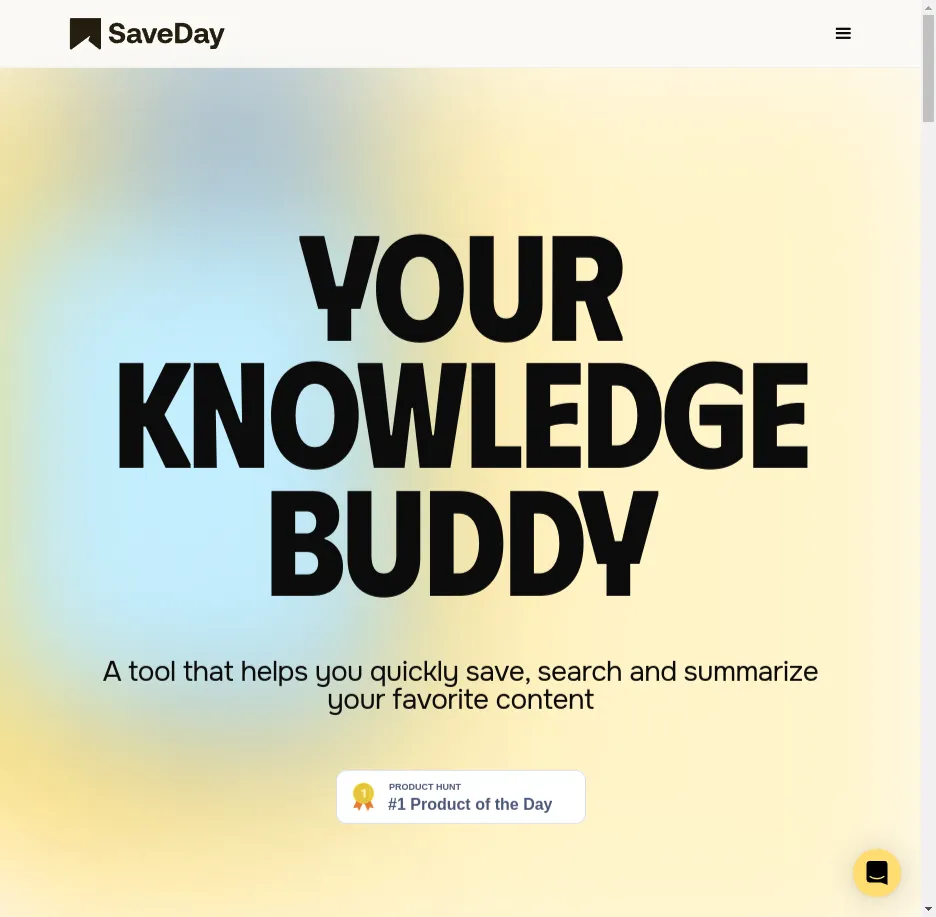 SaveDay
YOUR
KNOWLEDGE
BUDDY
A tool that helps you quickly save, search and summarize
your favorite content
1
PRODUCT HUNT
#1 Product of the Day